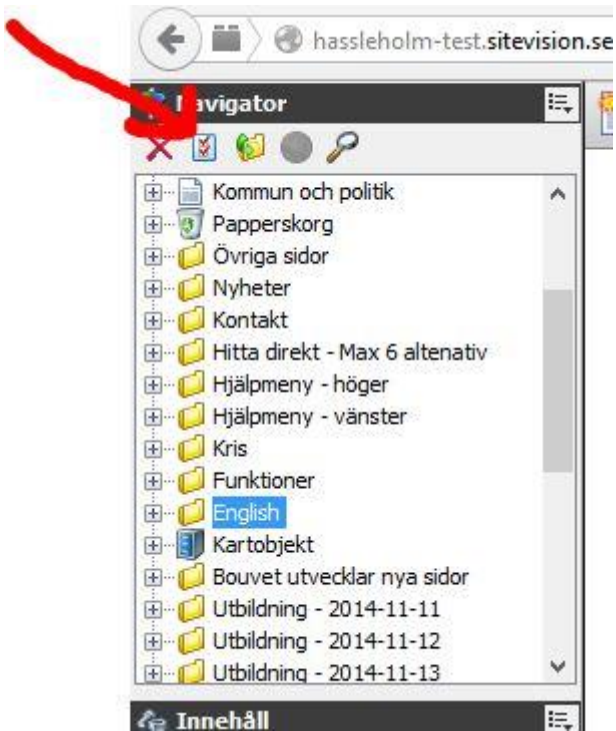 hassleholm-test.sitevision.se
Navigator
Kommun och politik
Papperskorg
Övriga sidor
Nyheter
Kontakt
Hitta direkt - Max 6 altenativ
Hjälpmeny - höger
Hjälpmeny - vänster
Kris
Funktioner
English
Kartobjekt
Bouvet utvecklar nya sidor
Utbildning - 2014-11-11
Utbildning - 2014-11-12
Utbildning - 2014-11-13
Innehåll